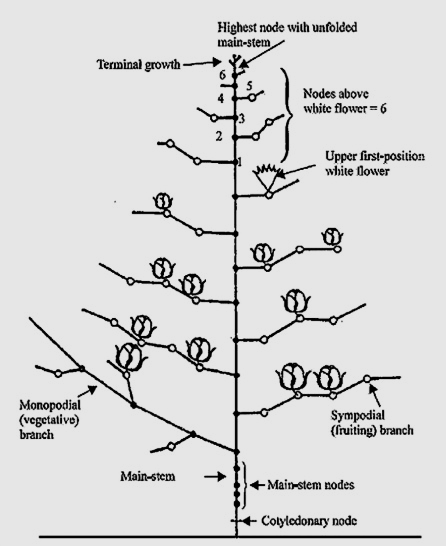 Highest node with unfolded
main-stem
Terminal growth
6
5
4
3
2
1
Nodes above
white flower = 6
Upper first-position
white flower
Monopodial
(vegetative)
branch
Sympodial
(fruiting) branch
Main-stem
Main-stem nodes
Cotyledonary node